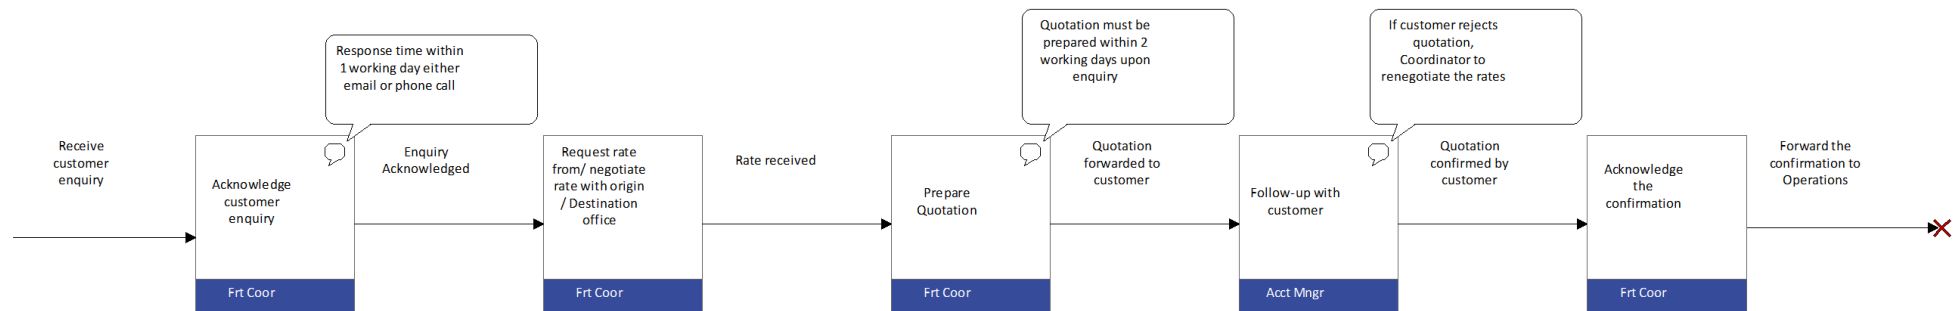 Receive
customer
enquiry
Acknowledge
customer
enquiry
Frt Coor
Response time within
1 working day either
email or phone call
Enquiry
Acknowledged
Request rate
from/ negotiate
rate with origin
/ Destination
office
Frt Coor
Rate received
Prepare
Quotation
Frt Coor
Quotation must be
prepared within 2
working days upon
enquiry
Quotation
forwarded to
customer
Follow-up with
customer
Acct Mngr
If customer rejects
quotation,
Coordinator to
renegotiate the rates
Quotation
confirmed by
customer
Acknowledge
the
confirmation
Frt Coor
Forward the
confirmation to
Operations